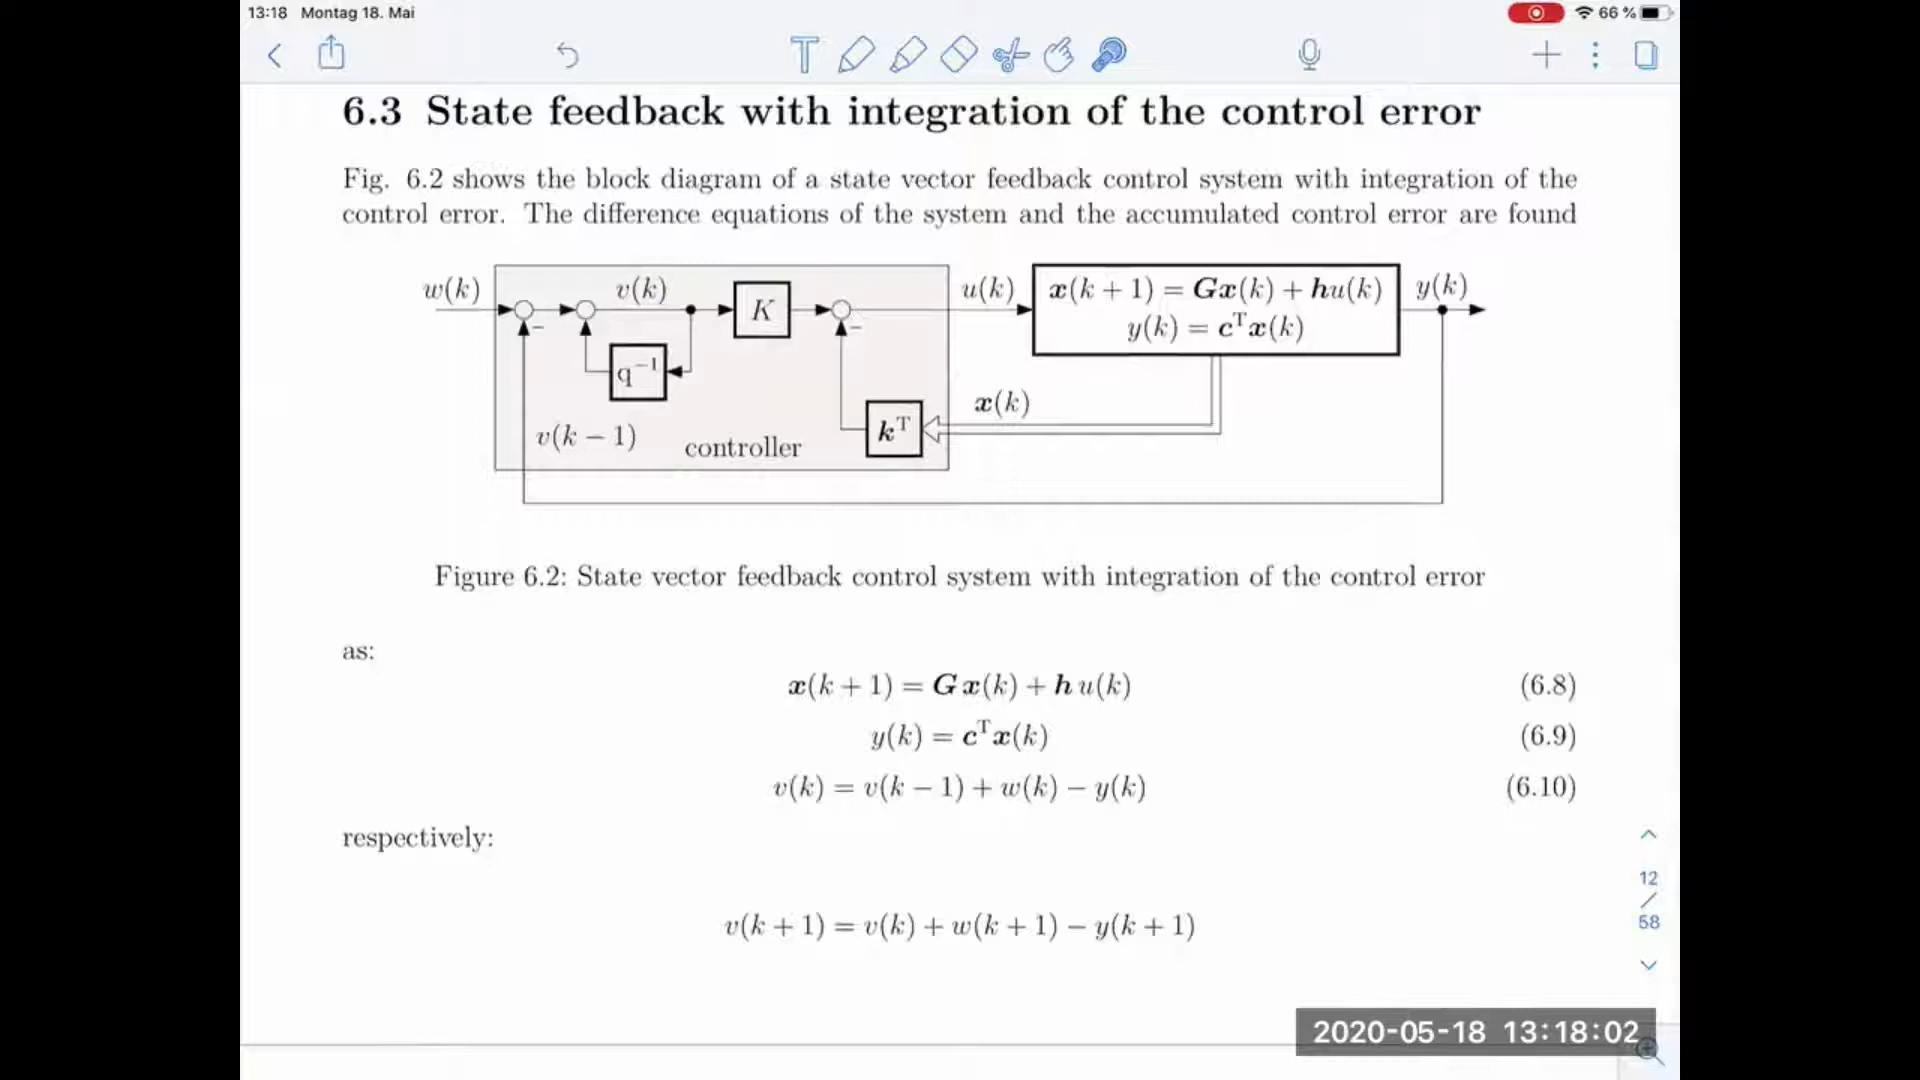 13:18 Montag 18. Mai
66 %
T
6.3 State feedback with integration of the control error
Fig. 6.2 shows the block diagram of a state vector feedback control system with integration of the
control error. The difference equations of the system and the accumulated control error are found
w(k) v(k) K u(k) x(k + 1) = Gx(k) + hu(k) y(k)
y(k) = cᵀx(k)
q⁻¹
x(k)
v(k − 1) controller kᵀ
Figure 6.2: State vector feedback control system with integration of the control error
as:
x(k + 1) = G x(k) + h u(k) (6.8)
y(k) = cᵀx(k) (6.9)
v(k) = v(k − 1) + w(k) − y(k) (6.10)
respectively:
v(k + 1) = v(k) + w(k + 1) − y(k + 1)
12
/
58
2020-05-18 13:18:02